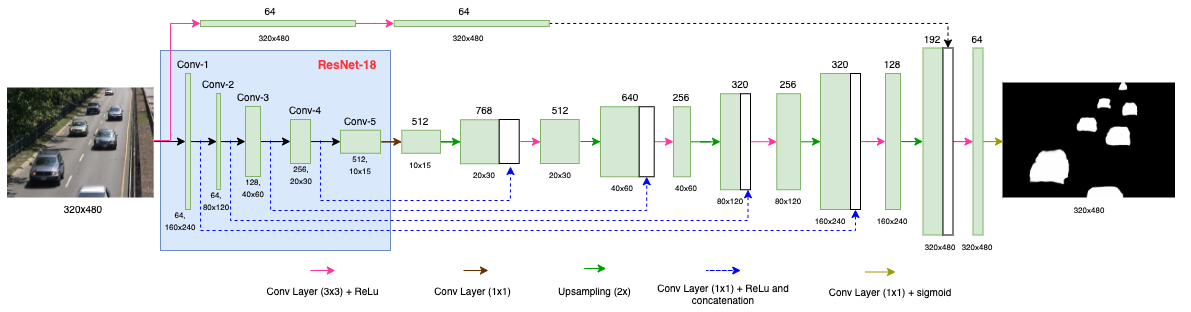 64
64
320x480
320x480
ResNet-18
Conv-1
Conv-2
Conv-3
Conv-4
Conv-5
64,
160x240
64,
80x120
128,
40x60
256,
20x30
512,
10x15
320x480
512
10x15
768
20x30
512
20x30
640
40x60
256
40x60
320
80x120
256
80x120
320
160x240
128
160x240
192
320x480
64
320x480
320x480
Conv Layer (3x3) + ReLu
Conv Layer (1x1)
Upsampling (2x)
Conv Layer (1x1) + ReLu and
concatenation
Conv Layer (1x1) + sigmoid